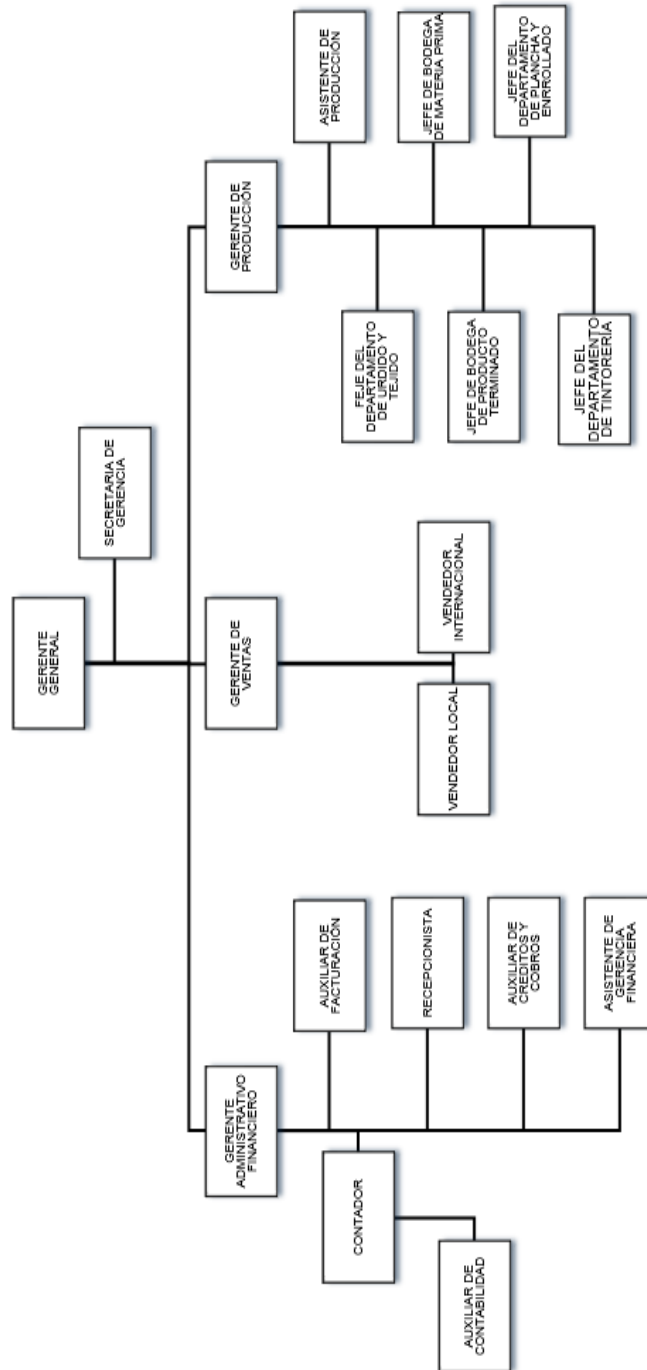 GERENTE
GENERAL
SECRETARIA DE
GERENCIA
GERENTE
ADMINISTRATIVO
FINANCIERO
GERENTE DE
VENTAS
GERENTE DE
PRODUCCIÓN
CONTADOR
AUXILIAR DE
CONTABILIDAD
AUXILIAR DE
FACTURACIÓN
RECEPCIONISTA
AUXILIAR DE
CREDITOS Y
COBROS
ASISTENTE DE
GERENCIA
FINANCIERA
VENDEDOR LOCAL
VENDEDOR
INTERNACIONAL
FEJE DEL
DEPARTAMENTO
DE URDIDO Y
TEJIDO
JEFE DE BODEGA
DE PRODUCTO
TERMINADO
JEFE DEL
DEPARTAMENTO
DE TINTORERÍA
ASISTENTE DE
PRODUCCIÓN
JEFE DE BODEGA
DE MATERIA PRIMA
JEFE DEL
DEPARTAMENTO
DE PLANCHA Y
ENRROLLADO